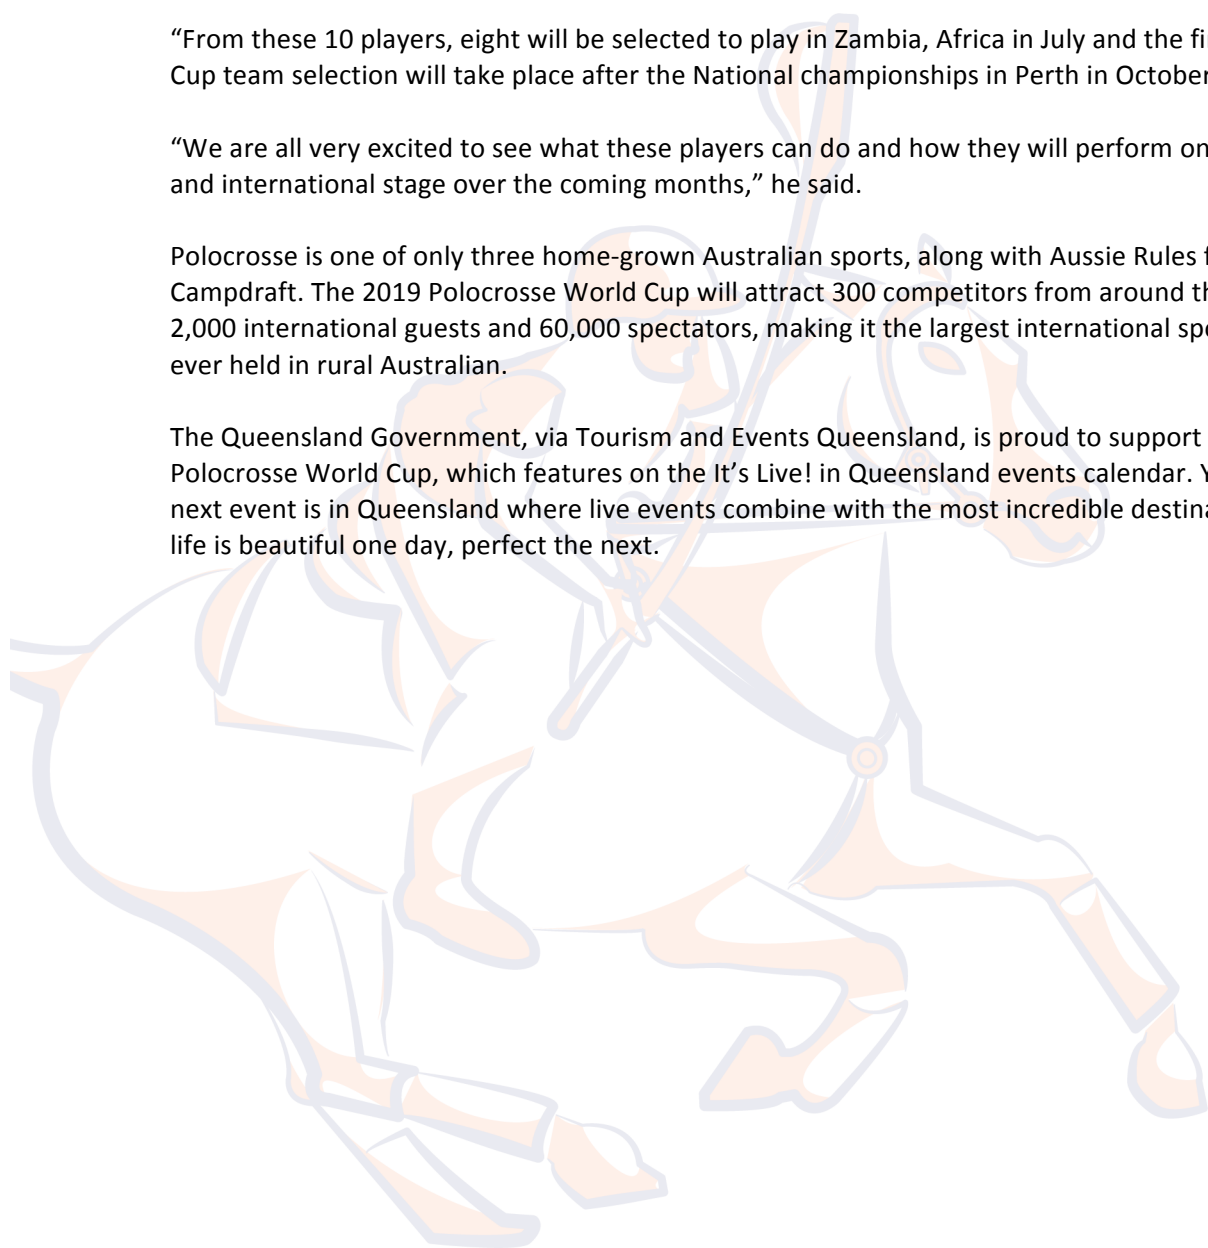 “From these 10 players, eight will be selected to play in Zambia, Africa in July and the
Cup team selection will take place after the National championships in Perth in October
“We are all very excited to see what these players can do and how they will perform on
and international stage over the coming months,” he said.
Polocrosse is one of only three home-grown Australian sports, along with Aussie Rules
Campdraft. The 2019 Polocrosse World Cup will attract 300 competitors from around
2,000 international guests and 60,000 spectators, making it the largest international
ever held in rural Australian.
The Queensland Government, via Tourism and Events Queensland, is proud to support
Polocrosse World Cup, which features on the It’s Live! in Queensland events calendar.
next event is in Queensland where live events combine with the most incredible
life is beautiful one day, perfect the next.